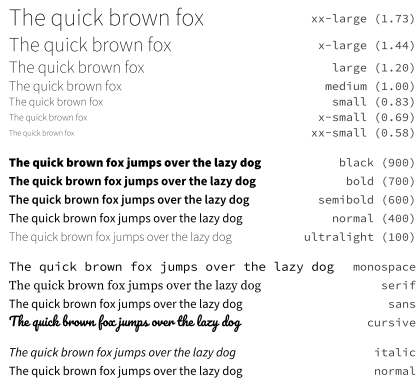 The quick brown fox xx-large (1.73)
The quick brown fox x-large (1.44)
The quick brown fox large (1.20)
The quick brown fox medium (1.00)
The quick brown fox small (0.83)
The quick brown fox x-small (0.69)
The quick brown fox xx-small (0.58)
The quick brown fox jumps over the lazy dog black (900)
The quick brown fox jumps over the lazy dog bold (700)
The quick brown fox jumps over the lazy dog semibold (600)
The quick brown fox jumps over the lazy dog normal (400)
The quick brown fox jumps over the lazy dog ultralight (100)
The quick brown fox jumps over the lazy dog monospace
The quick brown fox jumps over the lazy dog serif
The quick brown fox jumps over the lazy dog sans
The quick brown fox jumps over the lazy dog cursive
The quick brown fox jumps over the lazy dog italic
The quick brown fox jumps over the lazy dog normal